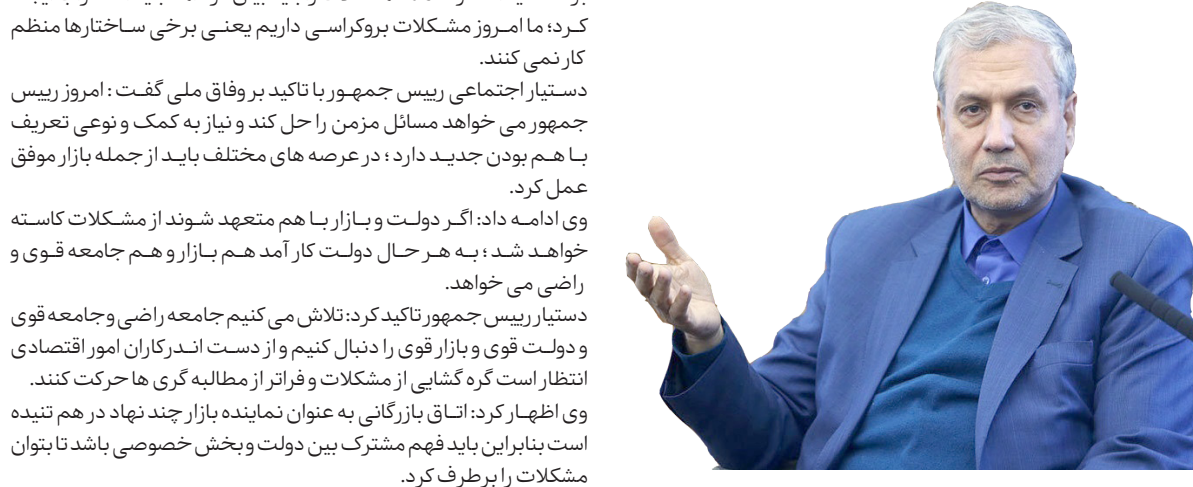 کرد؛ ما امروز مشکلات بروکراسی داریم یعنی برخی ساختارها منظم
کار نمی کنند.
دستیار اجتماعی رییس جمهور با تاکید بر وفاق ملی گفت : امروز رییس
جمهور می خواهد مسائل مزمن را حل کند و نیاز به کمک و نوعی تعریف
با هم بودن جدید دارد ؛ در عرصه های مختلف باید از جمله بازار موفق
عمل کرد.
وی ادامه داد: اگر دولت و بازار با هم متعهد شوند از مشکلات کاسته
خواهد شد ؛ به هر حال دولت کار آمد هم بازار و هم جامعه قوی و
راضی می خواهد.
دستیار رییس جمهور تاکید کرد: تلاش می کنیم جامعه راضی و جامعه قوی
و دولت قوی و بازار قوی را دنبال کنیم و از دست اندرکاران امور اقتصادی
انتظار است گره گشایی از مشکلات و فراتر از مطالبه گری ها حرکت کنند.
وی اظهار کرد: اتاق بازرگانی به عنوان نماینده بازار چند نهاد در هم تنیده
است بنابراین باید فهم مشترک بین دولت و بخش خصوصی باشد تا بتوان
مشکلات را برطرف کرد.